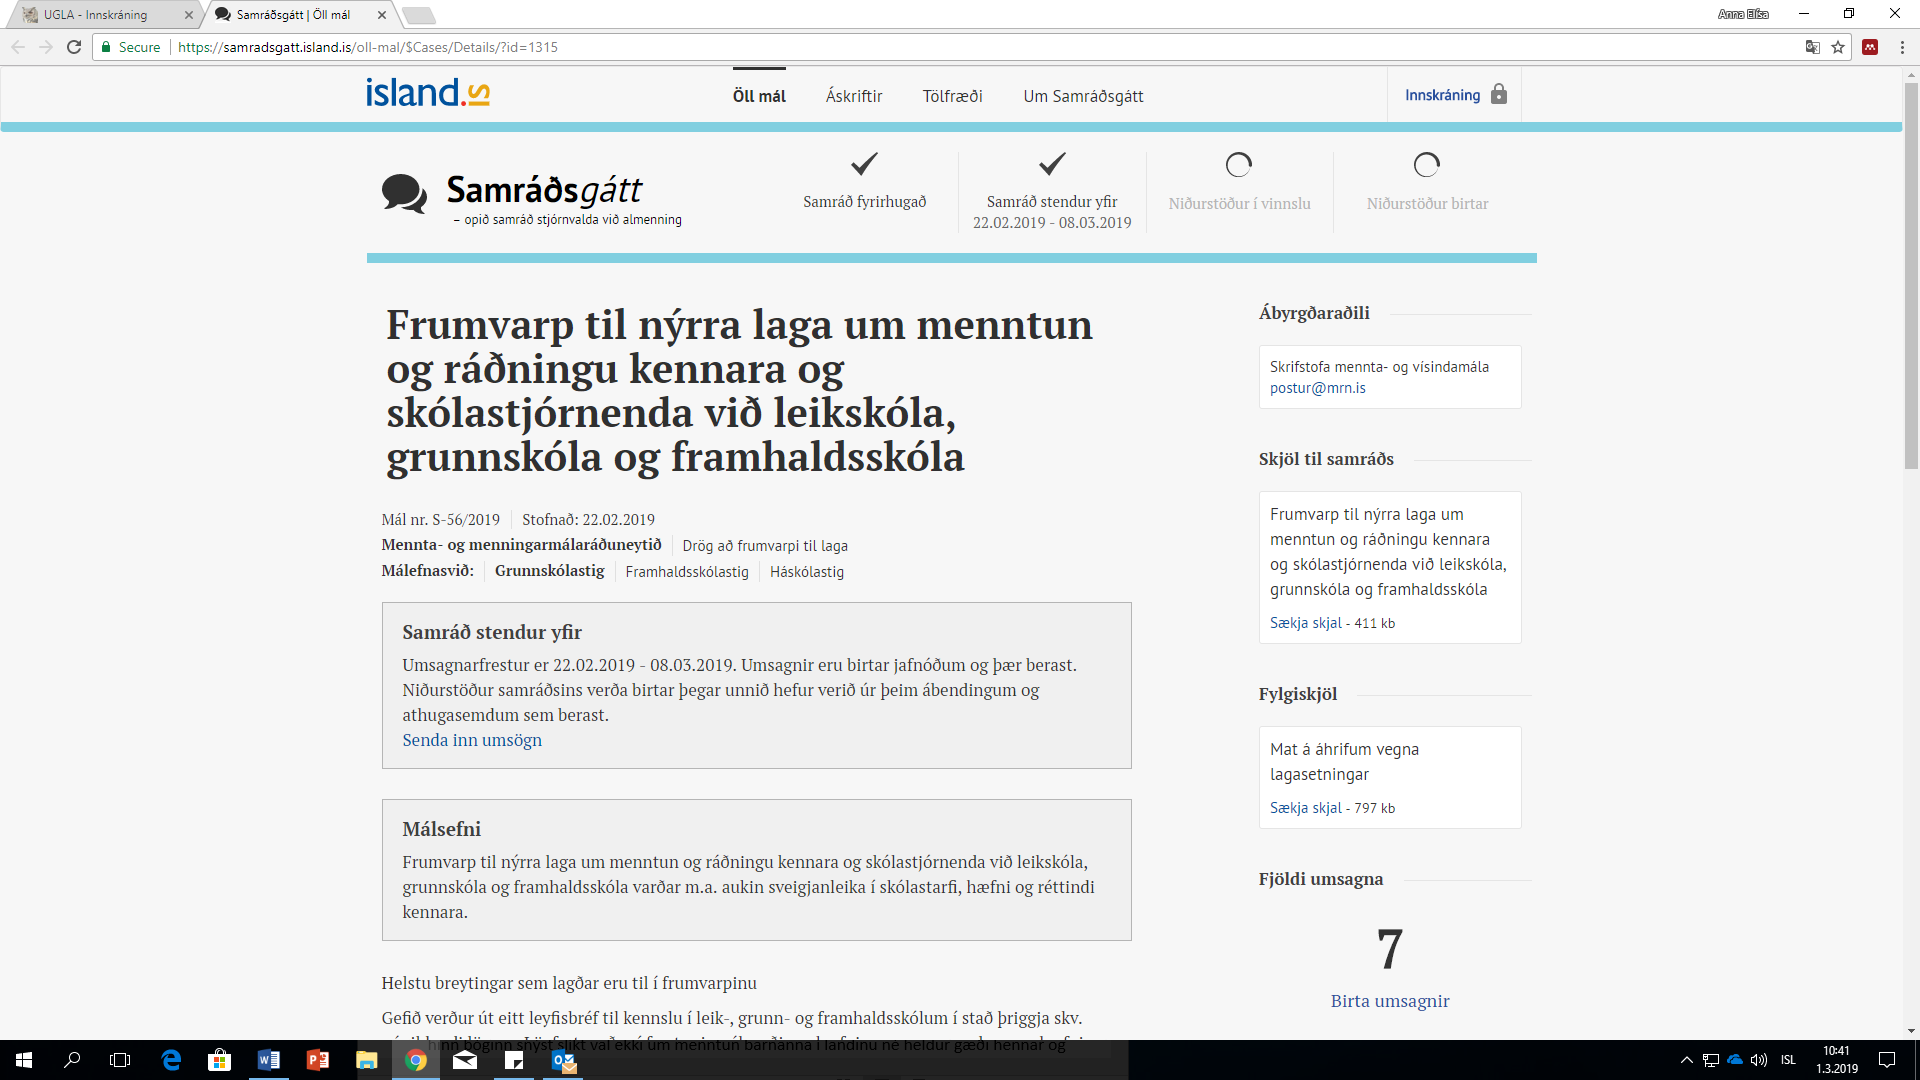 UGLA - Innskráning
Samráðsgátt | Öll mál
Anna Elísa
Secure
https://samradsgatt.island.is/oll-mal/$Cases/Details/?id=1315
ísland.is
Öll mál
Áskriftir
Tölfræði
Um Samráðsgátt
Innskráning
Samráðsgátt
– opið samráð stjórnvalda við almenning
Samráð fyrirhugað
Samráð stendur yfir
22.02.2019 - 08.03.2019
Niðurstöður í vinnslu
Niðurstöður birtar
Frumvarp til nýrra laga um menntun
og ráðningu kennara og
skólastjórnenda við leikskóla,
grunnskóla og framhaldsskóla
Mál nr. S-56/2019
Stofnað: 22.02.2019
Mennta- og menningarmálaráðuneytið
Drög að frumvarpi til laga
Málefnasvið:
Grunnskólastig
Framhaldsskólastig
Háskólastig
Samráð stendur yfir
Umsagnarfrestur er 22.02.2019 - 08.03.2019. Umsagnir eru birtar jafnóðum og þær berast.
Niðurstöður samráðsins verða birtar þegar unnið hefur verið úr þeim ábendingum og
athugasemdum sem berast.
Senda inn umsögn
Málsefni
Frumvarp til nýrra laga um menntun og ráðningu kennara og skólastjórnenda við leikskóla,
grunnskóla og framhaldsskóla varðar m.a. aukin sveigjanleika í skólastarfi, hæfni og réttindi
kennara.
Helstu breytingar sem lagðar eru til í frumvarpinu
Gefið verður út eitt leyfisbréf til kennslu í leik-, grunn- og framhaldsskólum í stað þriggja skv.
Ábyrgðaraðili
Skrifstofa mennta- og vísindamála
postur@mrn.is
Skjöl til samráðs
Frumvarp til nýrra laga um
menntun og ráðningu kennara
og skólastjórnenda við leikskóla,
grunnskóla og framhaldsskóla
Sækja skjal - 411 kb
Fylgiskjöl
Mat á áhrifum vegna
lagasetningar
Sækja skjal - 797 kb
Fjöldi umsagna
7
Birta umsagnir
ISL
10:41
1.3.2019